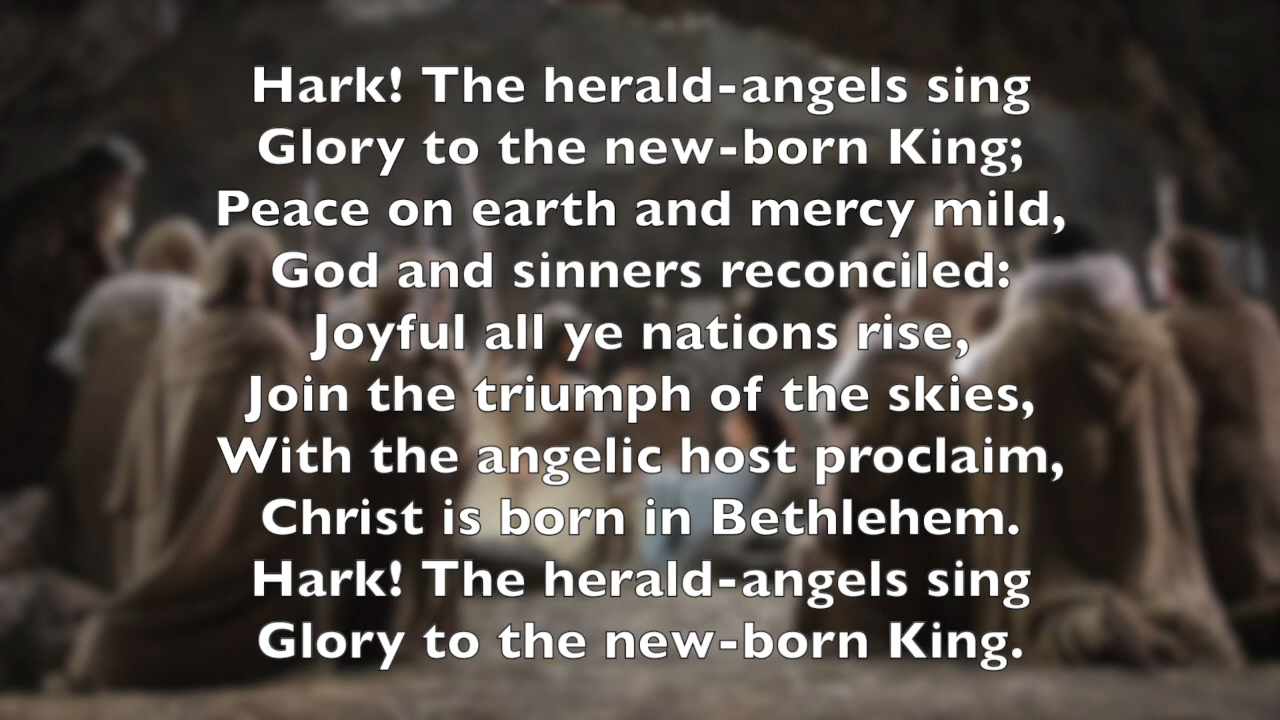 Hark! The herald-angels sing
Glory to the new-born King;
Peace on earth and mercy mild,
God and sinners reconciled:
Joyful all ye nations rise,
Join the triumph of the skies,
With the angelic host proclaim,
Christ is born in Bethlehem.
Hark! The herald-angels sing
Glory to the new-born King.